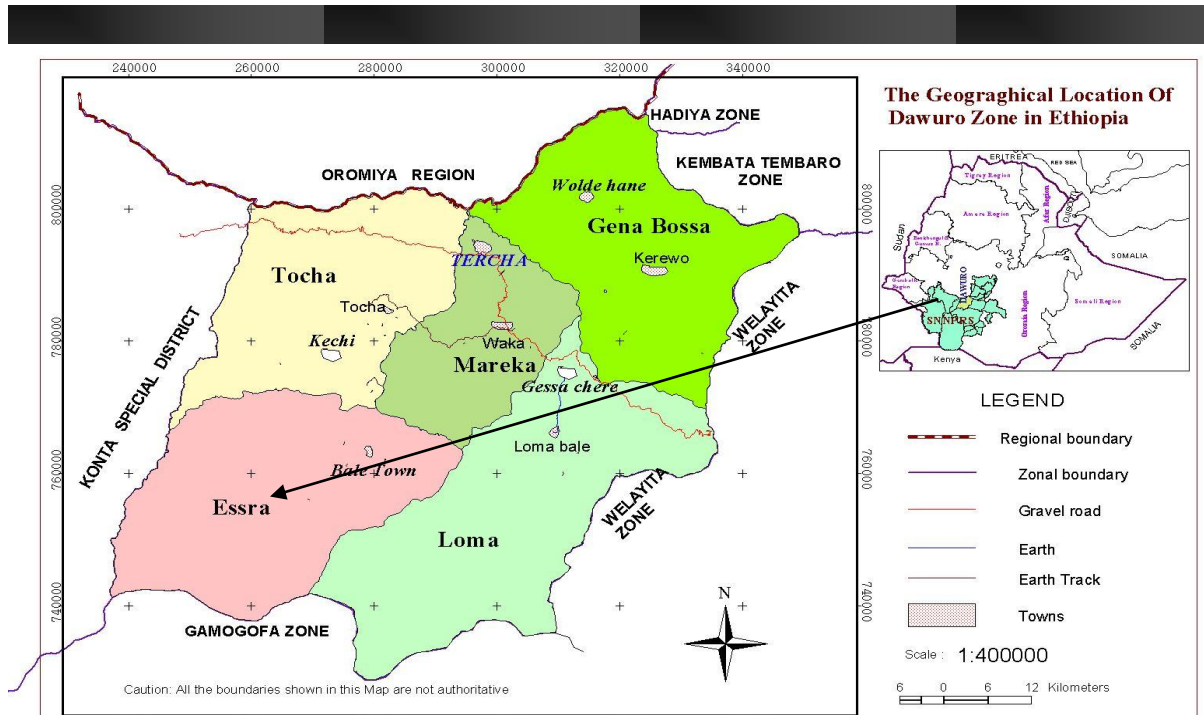 240000 260000 280000 300000 320000 340000
The Geograghical Location Of
Dawuro Zone in Ethiopia
HADIYA ZONE
KEMBATA TEMBARO
ZONE
OROMIYA REGION
Wolde hane
800000
800000
Gena Bossa
TERCHA
Kerewo
Tocha
Tocha
WELAYITA
ZONE
Kechi
Waka
780000
780000
Mareka
Gessa chere
KONTA SPECIAL DISTRICT
Loma bale
Bale Town
760000
760000
WELAYITA
ZONE
Essra
Loma
740000
740000
GAMOGOFA ZONE
N
Caution: All the boundaries shown in this Map are not authoritative
ERITREA
RED SEA
Tigray Region
Afar Region
DJIBOUTI
Amara Region
Sudan
SOMALIA
DAWURO
SNNPRS
Oromia Region
Somali Region
Kenya
SOMALIA
LEGEND
Regional boundary
Zonal boundary
Gravel road
Earth
Earth Track
Towns
Scale : 1:400000
6 0 6 12 Kilometers